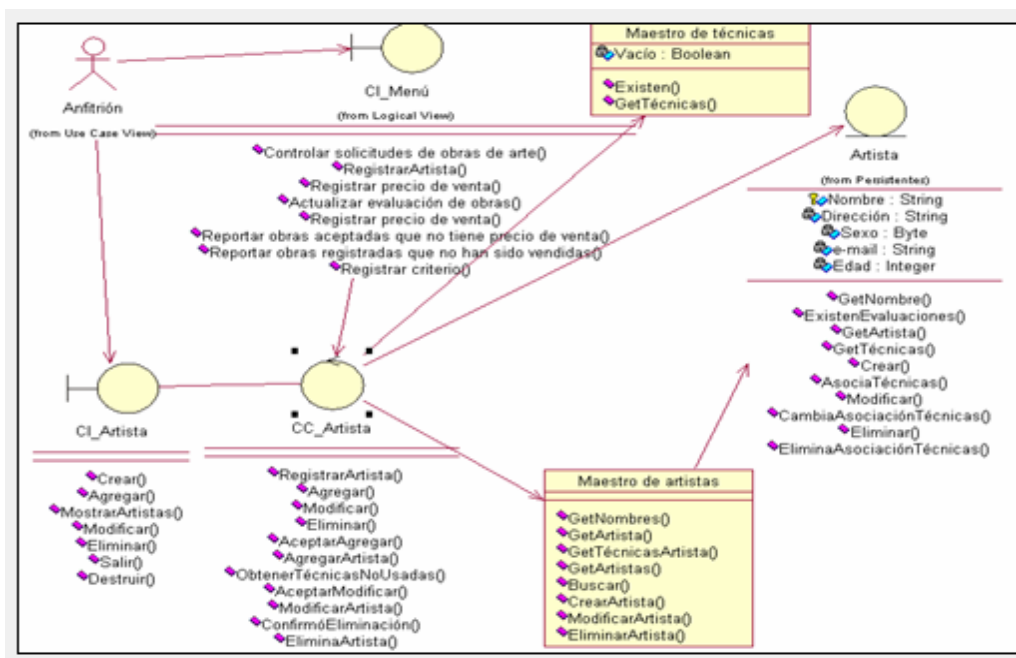 Anfitrión
(from Use Case View)
CI_Menú
(from Logical View)
Controlar solicitudes de obras de arte()
RegistrarArtista()
Registrar precio de venta()
Actualizar evaluación de obras()
Registrar precio de venta()
Reportar obras aceptadas que no tiene precio de venta()
Reportar obras registradas que no han sido vendidas()
Registrar criterio()
Maestro de técnicas
Vacío : Boolean
Existen()
GetTécnicas()
Artista
(from Persistentes)
Nombre : String
Dirección : String
Sexo : Byte
e-mail : String
Edad : Integer
GetNombre()
ExistenEvaluaciones()
GetArtista()
GetTécnicas()
Crear()
AsociaTécnicas()
Modificar()
CambiaAsociaciónTécnicas()
Eliminar()
EliminaAsociaciónTécnicas()
CI_Artista
Crear()
Agregar()
MostrarArtistas()
Modificar()
Eliminar()
Salir()
Destruir()
CC_Artista
RegistrarArtista()
Agregar()
Modificar()
Eliminar()
AceptarAgregar()
AgregarArtista()
ObtenerTécnicasNoUsadas()
AceptarModificar()
ModificarArtista()
ConfirmóEliminación()
EliminaArtista()
Maestro de artistas
GetNombres()
GetArtista()
GetTécnicasArtista()
GetArtistas()
Buscar()
CrearArtista()
ModificarArtista()
EliminarArtista()